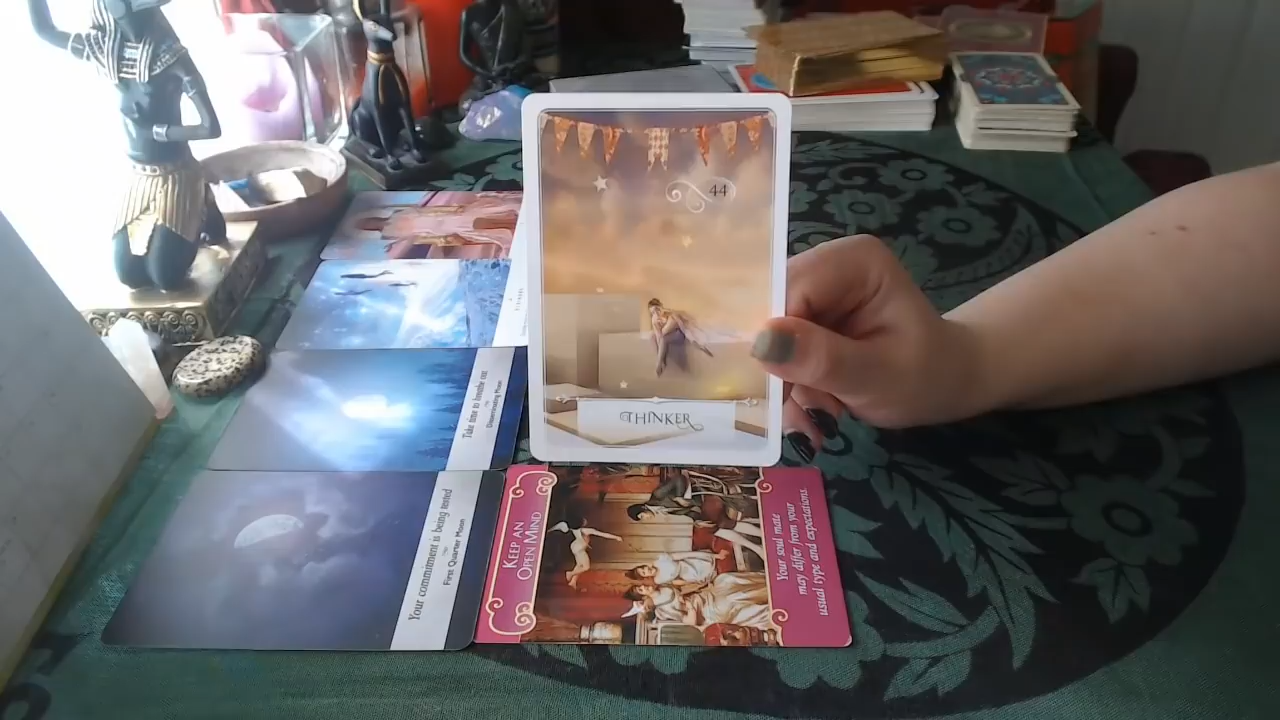 44
THINKER
Take time to breathe out
Disseminating Moon
Your commitment is being tested
First Quarter Moon
KEEP AN
OPEN MIND
Your soul mate
may differ from your
usual type and expectations.